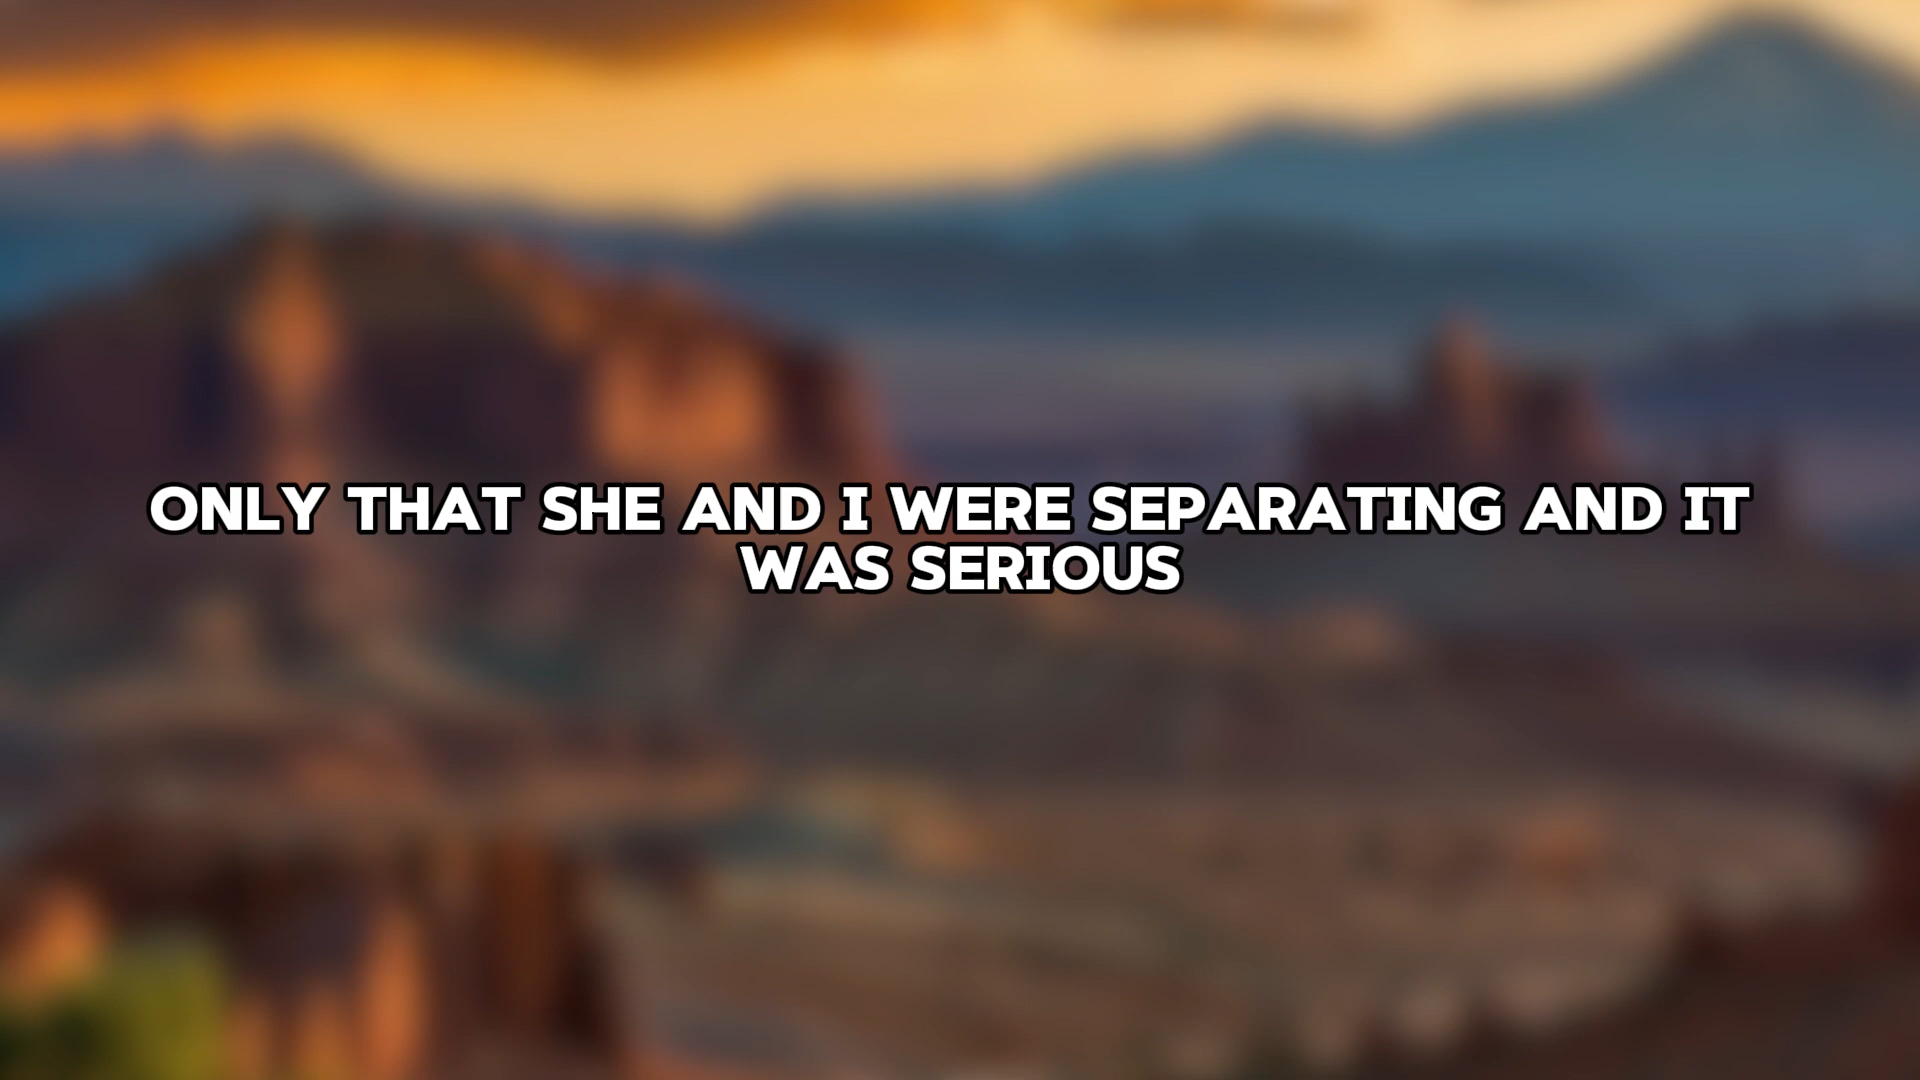 ONLY THAT SHE AND I WERE SEPARATING AND IT
WAS SERIOUS